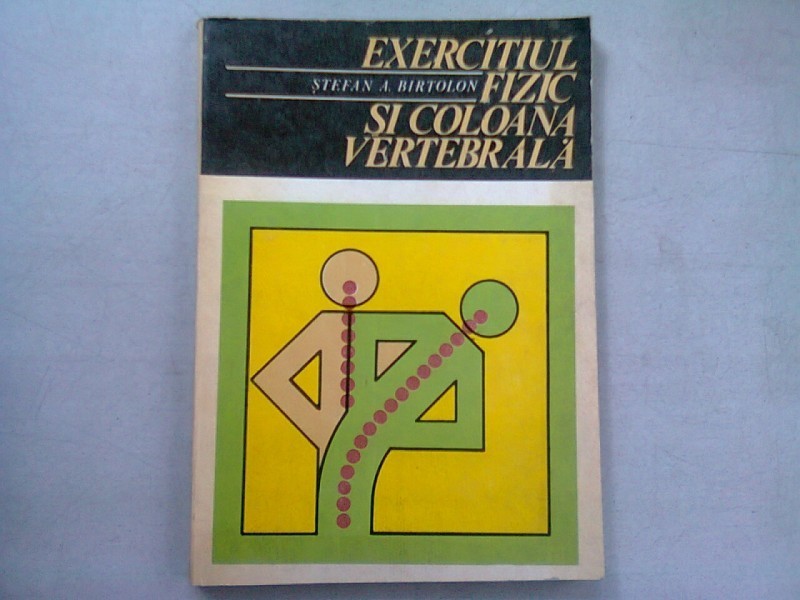 EXERCIȚIUL
ȘTEFAN A. BIRTOLON FIZIC
ȘI COLOANA
VERTEBRALĂ